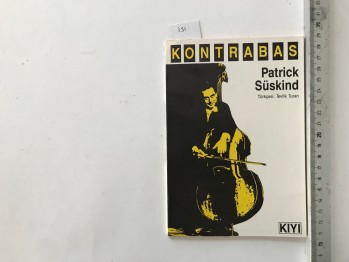 KONTRABAS
Patrick
Süskind
Türkçesi: Tevfik Turan
KIYI